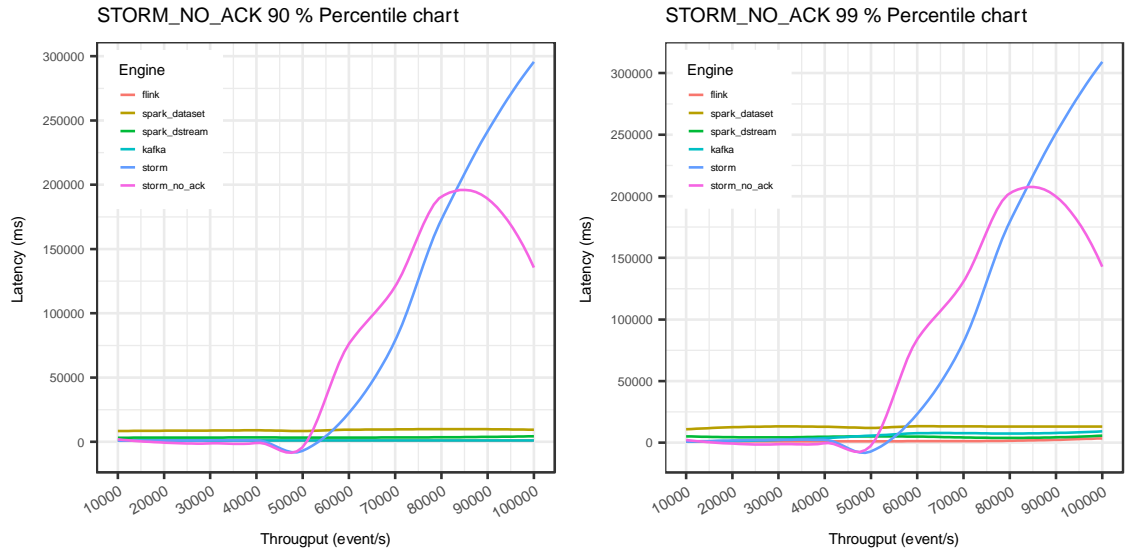 STORM_NO_ACK 90 % Percentile chart
300000
250000
200000
150000
100000
50000
0
Latency (ms)
Engine
flink
spark_dataset
spark_dstream
kafka
storm
storm_no_ack
10000
20000
30000
40000
50000
60000
70000
80000
90000
100000
Througput (event/s)
STORM_NO_ACK 99 % Percentile chart
300000
250000
200000
150000
100000
50000
0
Latency (ms)
Engine
flink
spark_dataset
spark_dstream
kafka
storm
storm_no_ack
10000
20000
30000
40000
50000
60000
70000
80000
90000
100000
Througput (event/s)